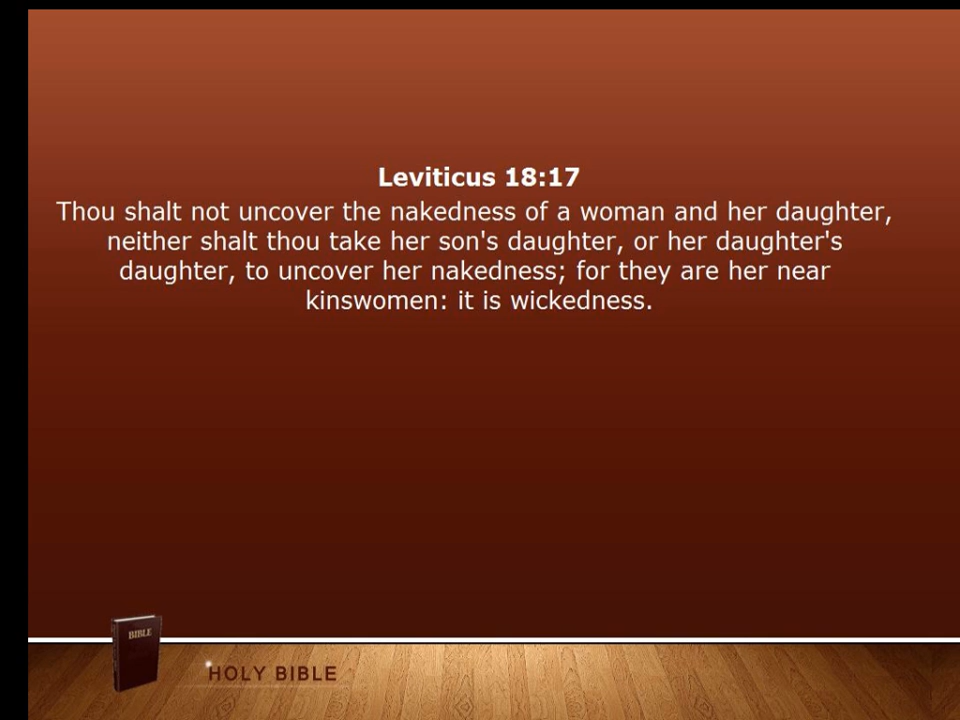 Leviticus 18:17
Thou shalt not uncover the nakedness of a woman and her daughter,
neither shalt thou take her son's daughter, or her daughter's
daughter, to uncover her nakedness; for they are her near
kinswomen: it is wickedness.
BIBLE
HOLY BIBLE